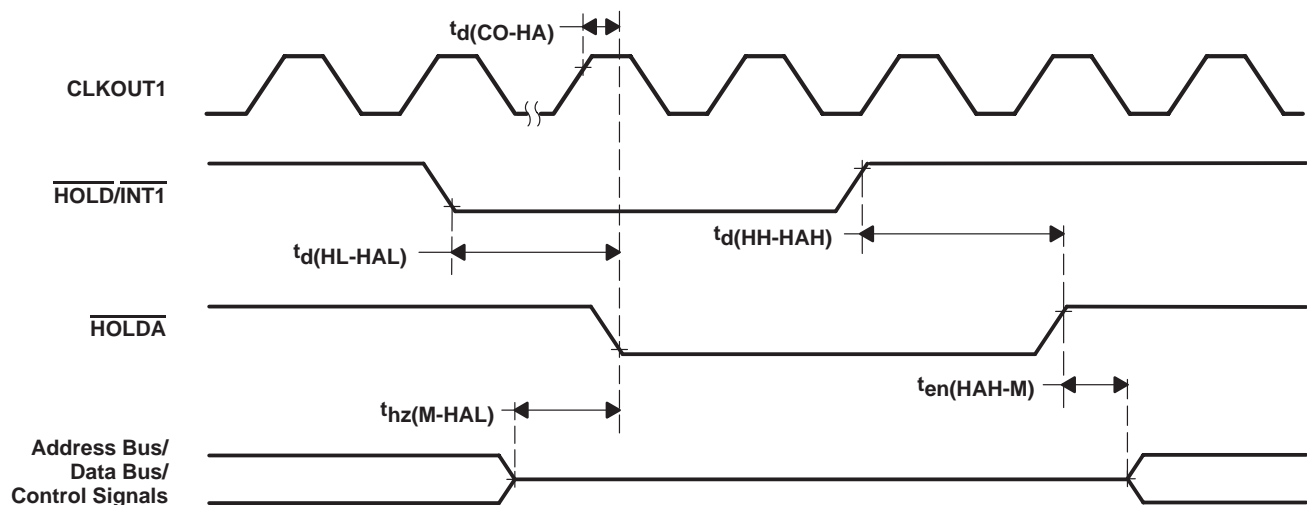 td(CO-HA)
CLKOUT1
HOLD/INT1
td(HL-HAL)
td(HH-HAH)
HOLDA
thz(M-HAL)
ten(HAH-M)
Address Bus/
Data Bus/
Control Signals